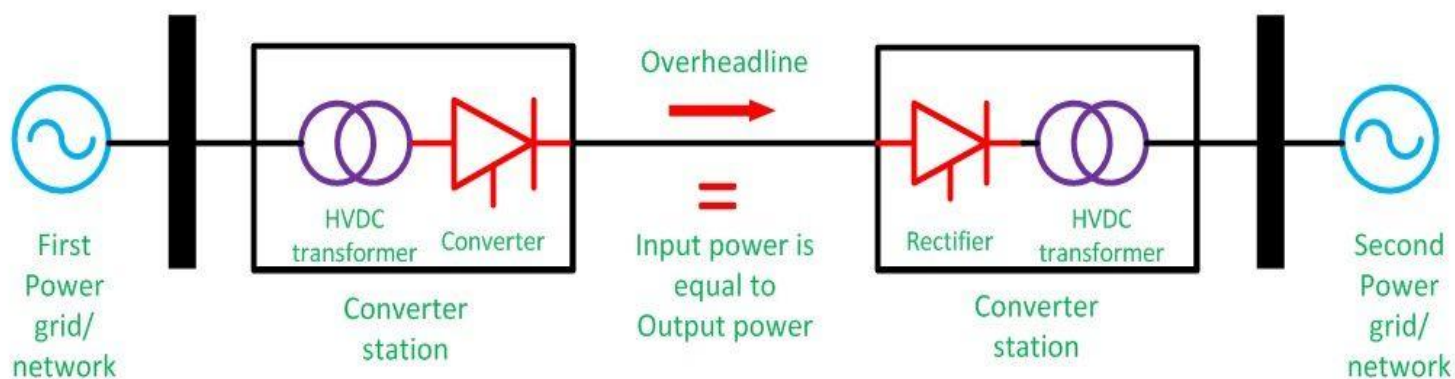 Overheadline
HVDC
transformer
Converter
Rectifier
HVDC
transformer
First
Power
grid/
network
Converter
station
Input power is
equal to
Output power
Converter
station
Second
Power
grid/
network